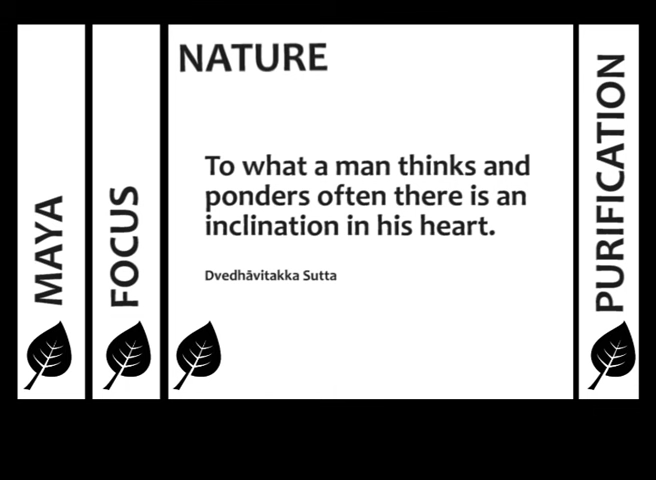 MAYA
FOCUS
NATURE
To what a man thinks and
ponders often there is an
inclination in his heart.
Dvedhāvitakka Sutta
PURIFICATION